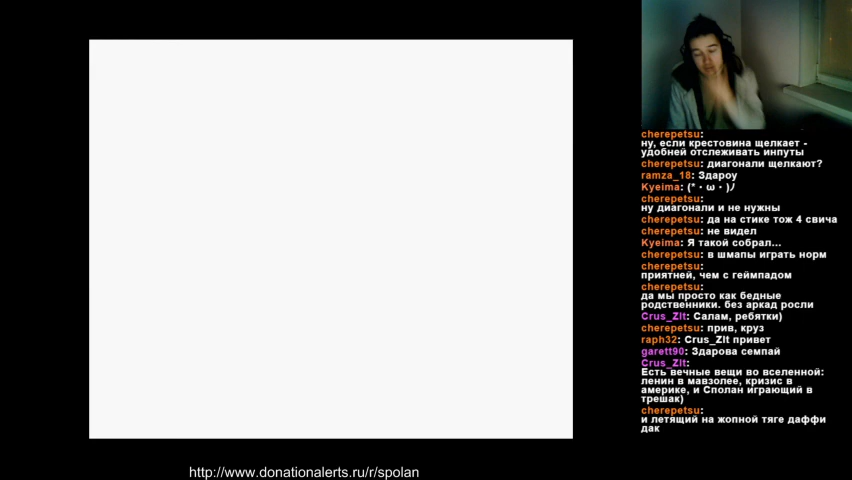 cherepetsu:
ну, если крестовина щелкает -
удобней отслеживать инпуты
cherepetsu: диагонали щелкают?
ramza_18: Здароу
Kyeima: (*・ω・)ﾉ
cherepetsu:
ну диагонали и не нужны
cherepetsu: да на стике тож 4 свича
cherepetsu: не видел
Kyeima: Я такой собрал...
cherepetsu: в шмапы играть норм
cherepetsu:
приятней, чем с геймпадом
cherepetsu:
да мы просто как бедные
родственники. без аркад росли
Crus_Zlt: Салам, ребятки)
cherepetsu: прив, круз
raph32: Crus_Zlt привет
garett90: Здарова семпай
Crus_Zlt:
Есть вечные вещи во вселенной:
ленин в мавзолее, кризис в
америке, и Сполан играющий в
трешак)
cherepetsu:
и летящий на жопной тяге даффи
дак
http://www.donationalerts.ru/r/spolan